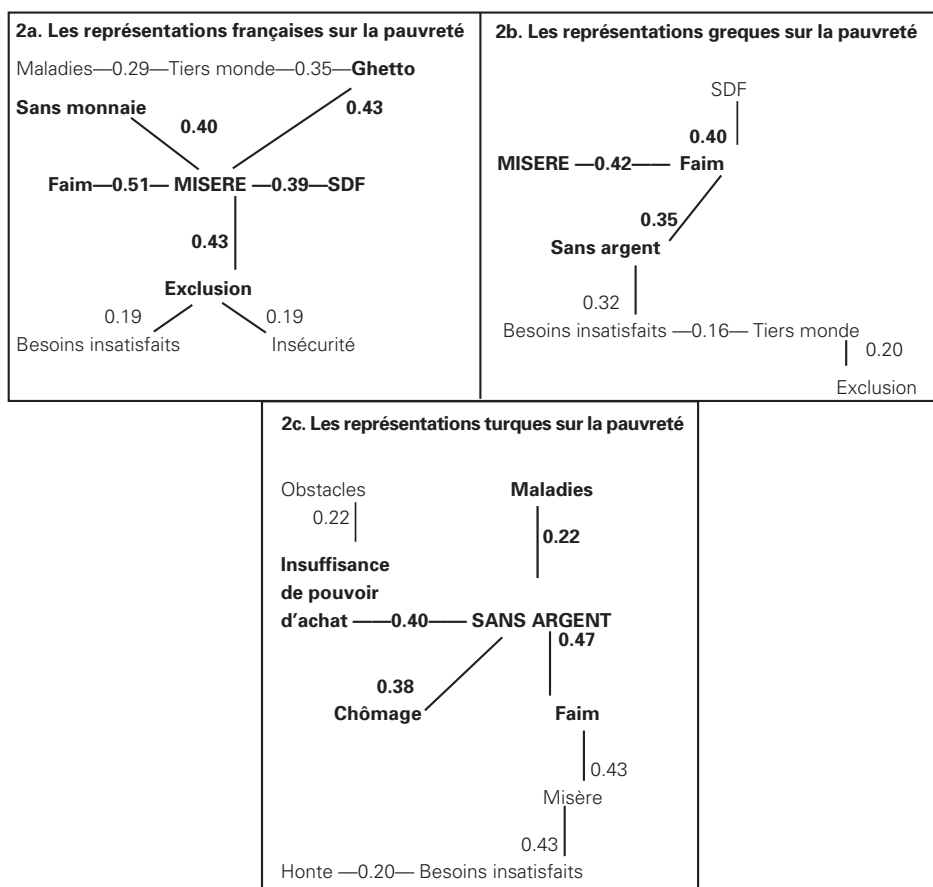 2a. Les représentations françaises sur la pauvreté
Maladies—0.29—Tiers monde—0.35—Ghetto
Sans monnaie
0.43
0.40
Faim—0.51— MISERE —0.39—SDF
0.43
Exclusion
0.19
0.19
Besoins insatisfaits
Insécurité
2b. Les représentations greques sur la pauvreté
SDF
0.40
MISERE —0.42—— Faim
0.35
Sans argent
0.32
Besoins insatisfaits —0.16— Tiers monde
0.20
Exclusion
2c. Les représentations turques sur la pauvreté
Obstacles
Maladies
0.22
0.22
Insuffisance
de pouvoir
d'achat ——0.40—— SANS ARGENT
0.47
0.38
Chômage
Faim
0.43
Misère
0.43
Honte —0.20— Besoins insatisfaits